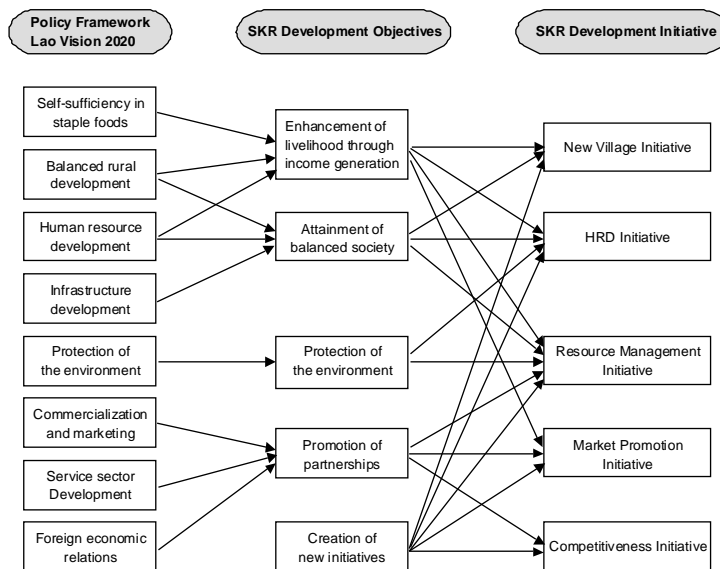 Policy Framework
Lao Vision 2020
SKR Development Objectives
SKR Development Initiative
Self-sufficiency in
staple foods
Balanced rural
development
Human resource
development
Infrastructure
development
Protection of
the environment
Commercialization
and marketing
Service sector
Development
Foreign economic
relations
Enhancement of
livelihood through
income generation
Attainment of
balanced society
Protection of
the environment
Promotion of
partnerships
Creation of
new initiatives
New Village Initiative
HRD Initiative
Resource Management
Initiative
Market Promotion
Initiative
Competitiveness Initiative